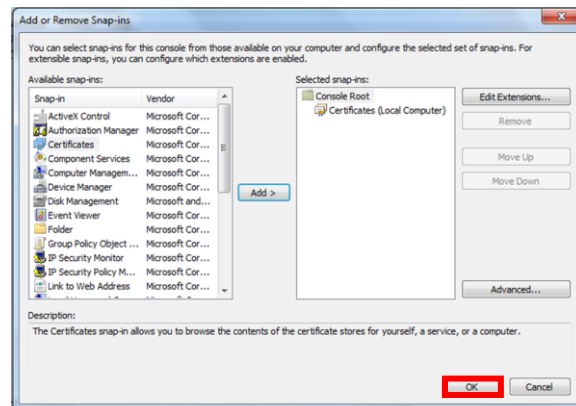 Add or Remove Snap-ins
You can select snap-ins for this console from those available on your computer and configure the selected set of snap-ins. For
extensible snap-ins, you can configure which extensions are enabled.
Available snap-ins:
Snap-in Vendor
ActiveX Control Microsoft Cor...
Authorization Manager Microsoft Cor...
Certificates Microsoft Cor...
Component Services Microsoft Cor...
Computer Managem... Microsoft Cor...
Device Manager Microsoft Cor...
Disk Management Microsoft and...
Event Viewer Microsoft Cor...
Folder Microsoft Cor...
Group Policy Object ... Microsoft Cor...
IP Security Monitor Microsoft Cor...
IP Security Policy M... Microsoft Cor...
Link to Web Address Microsoft Cor...
Add >
Selected snap-ins:
Console Root
Certificates (Local Computer)
Edit Extensions...
Remove
Move Up
Move Down
Advanced...
Description:
The Certificates snap-in allows you to browse the contents of the certificate stores for yourself, a service, or a computer.
OK Cancel